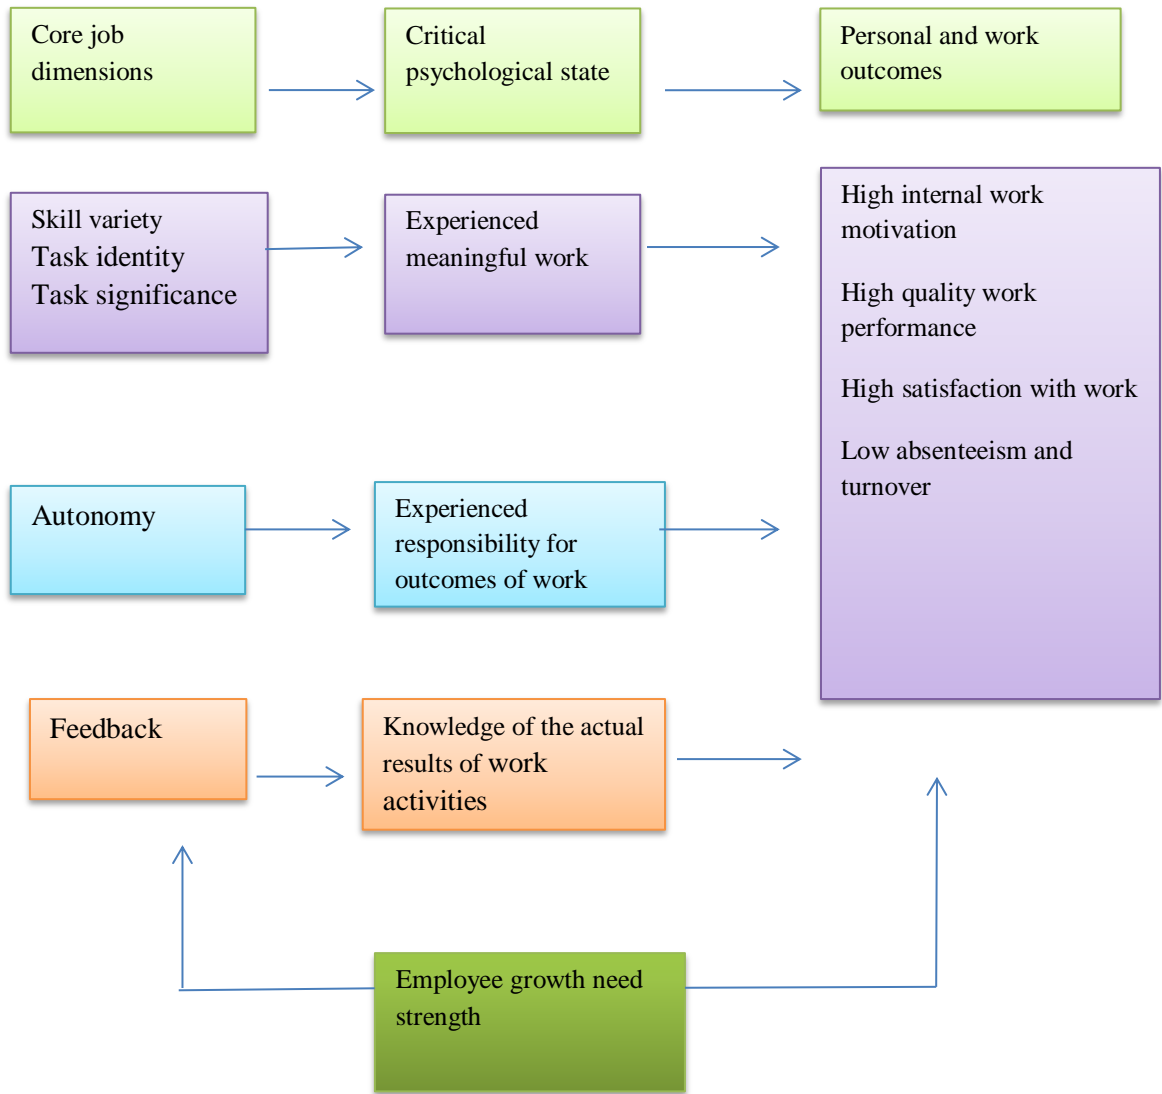 Core job
dimensions
Critical
psychological state
Personal and work
outcomes
Skill variety
Task identity
Task significance
Experienced
meaningful work
High internal work
motivation
High quality work
performance
High satisfaction with work
Low absenteeism and
turnover
Autonomy
Experienced
responsibility for
outcomes of work
Feedback
Knowledge of the actual
results of work
activities
Employee growth need
strength